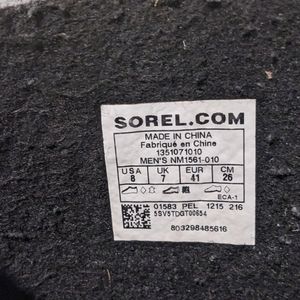 SOREL.COM
MADE IN CHINA
Fabriqué en Chine
1351071010
MEN'S NM1561-010
USA UK EUR CM
8 7 41 26
ECA-1
01583 PEL 1215 216
5SV5TDGT00654
803298485616